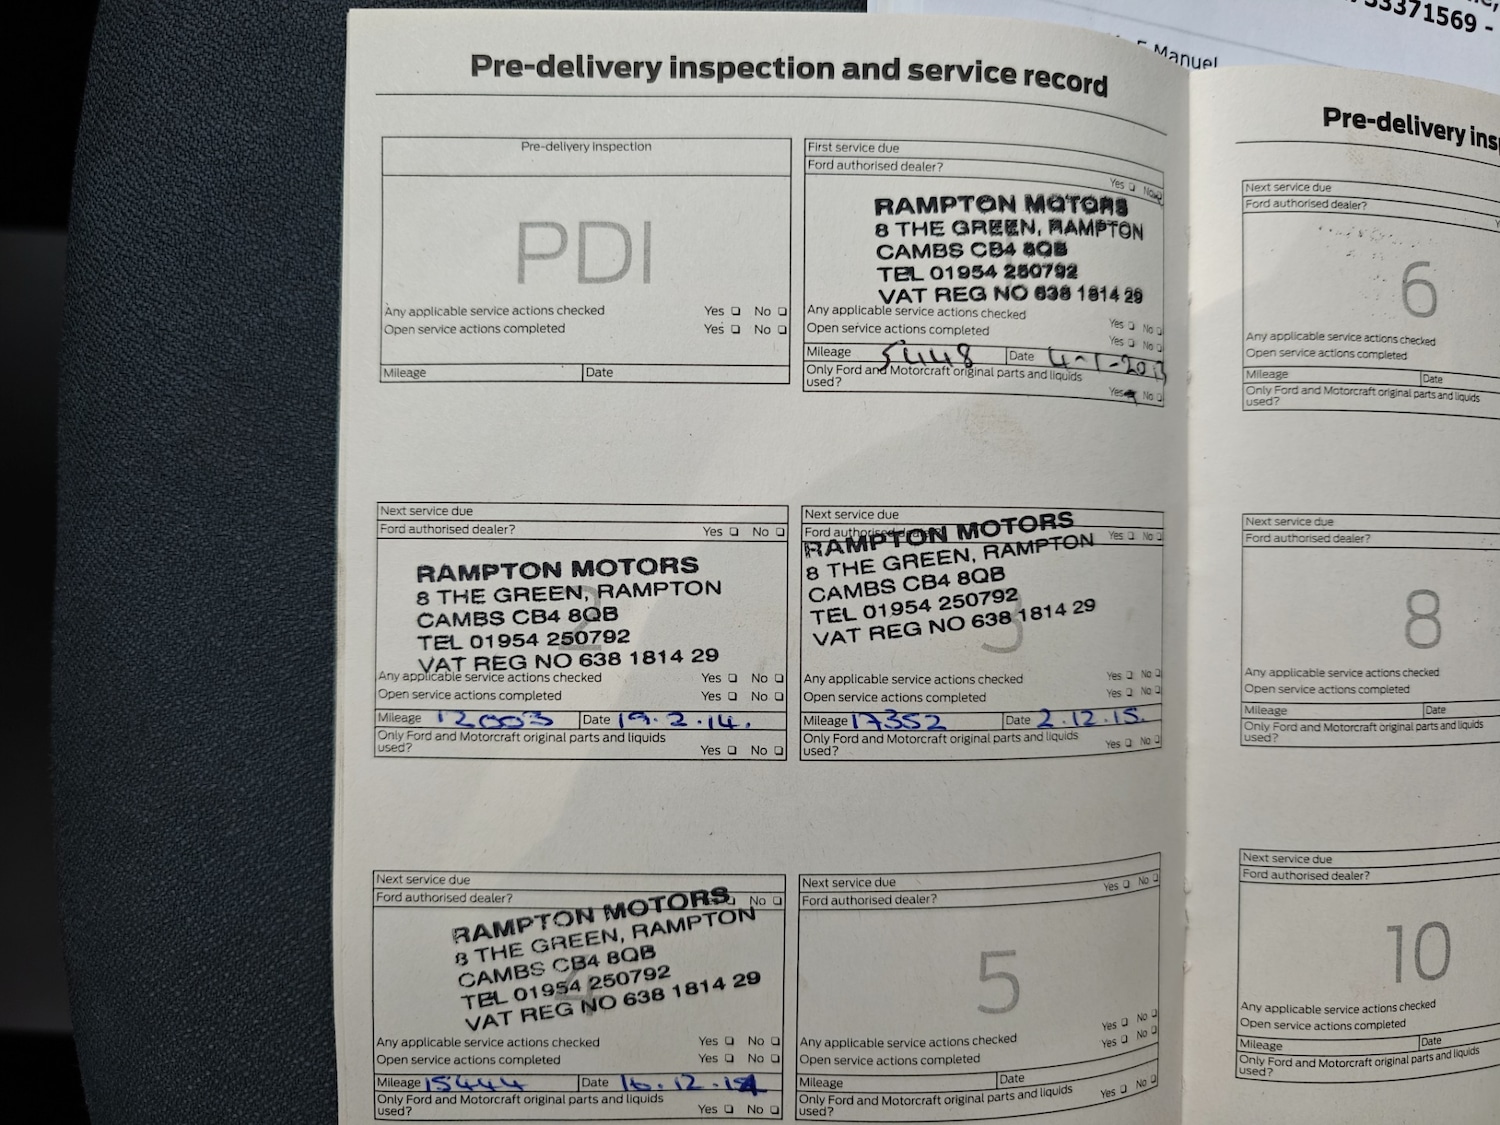 53371569 -
Manuel
Pre-delivery inspection and service record
Pre-delivery inspection
PDI
Any applicable service actions checked Yes No
Open service actions completed Yes No
Mileage Date
First service due
Ford authorised dealer? Yes No
RAMPTON MOTORS
8 THE GREEN, RAMPTON
CAMBS CB4 8QB
TEL 01954 250792
VAT REG NO 638 1814 29
Any applicable service actions checked Yes No
Open service actions completed Yes No
Mileage 5448 Date 4-1-2013
Only Ford and Motorcraft original parts and liquids
used? Yes No
Next service due
Ford authorised dealer? Yes No
2
RAMPTON MOTORS
8 THE GREEN, RAMPTON
CAMBS CB4 8QB
TEL 01954 250792
VAT REG NO 638 1814 29
Any applicable service actions checked Yes No
Open service actions completed Yes No
Mileage 12003 Date 19.2.14.
Only Ford and Motorcraft original parts and liquids
used? Yes No
Next service due
Ford authorised dealer? Yes No
3
RAMPTON MOTORS
8 THE GREEN, RAMPTON
CAMBS CB4 8QB
TEL 01954 250792
VAT REG NO 638 1814 29
Any applicable service actions checked Yes No
Open service actions completed Yes No
Mileage 17352 Date 2.12.15.
Only Ford and Motorcraft original parts and liquids
used? Yes No
Next service due
Ford authorised dealer? No
4
RAMPTON MOTORS
8 THE GREEN, RAMPTON
CAMBS CB4 8QB
TEL 01954 250792
VAT REG NO 638 1814 29
Any applicable service actions checked Yes No
Open service actions completed Yes No
Mileage 15444 Date 16.12.14
Only Ford and Motorcraft original parts and liquids
used? Yes No
Next service due
Ford authorised dealer? Yes No
5
Any applicable service actions checked Yes No
Open service actions completed Yes No
Mileage Date
Only Ford and Motorcraft original parts and liquids
used? Yes No
Pre-delivery ins
Next service due
Ford authorised dealer?
6
Any applicable service actions checked
Open service actions completed
Mileage Date
Only Ford and Motorcraft original parts and liquids
used?
Next service due
Ford authorised dealer?
8
Any applicable service actions checked
Open service actions completed
Mileage Date
Only Ford and Motorcraft original parts and liquids
used?
Next service due
Ford authorised dealer?
10
Any applicable service actions checked
Open service actions completed
Mileage Date
Only Ford and Motorcraft original parts and liquids
used?